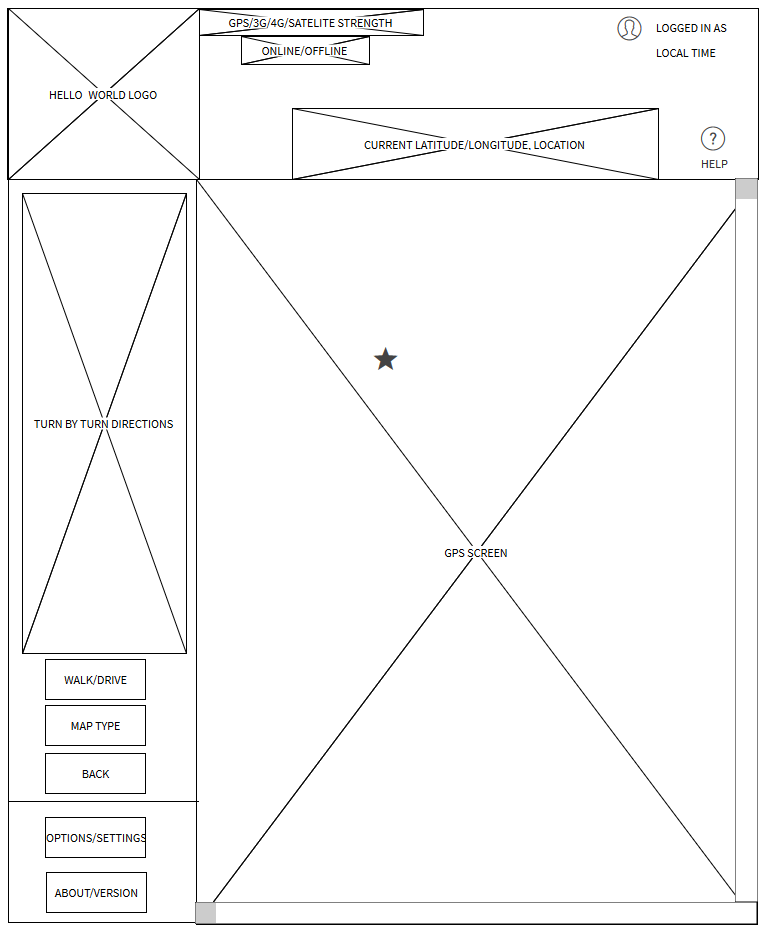 GPS/3G/4G/SATELITE STRENGTH
LOGGED IN AS
ONLINE/OFFLINE
LOCAL TIME
HELLO WORLD LOGO
CURRENT LATITUDE/LONGITUDE, LOCATION
?
HELP
TURN BY TURN DIRECTIONS
GPS SCREEN
WALK/DRIVE
MAP TYPE
BACK
OPTIONS/SETTINGS
ABOUT/VERSION